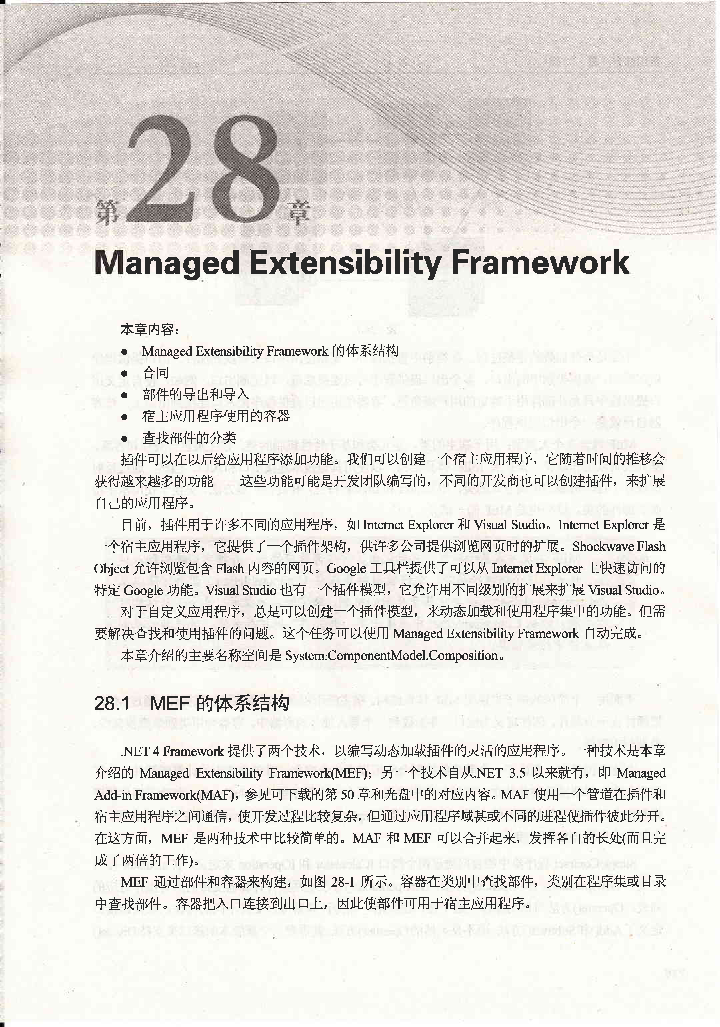 第28章
Managed Extensibility Framework
本章内容：
● Managed Extensibility Framework 的体系结构
● 合同
● 部件的导出和导入
● 宿主应用程序使用的容器
● 查找部件的分类
插件可以在以后给应用程序添加功能。我们可以创建一个宿主应用程序，它随着时间的推移会
获得越来越多的功能——这些功能可能是开发团队编写的，不同的开发商也可以创建插件，来扩展
自己的应用程序。
目前，插件用于许多不同的应用程序，如 Internet Explorer 和 Visual Studio。Internet Explorer 是
一个宿主应用程序，它提供了一个插件架构，供许多公司提供浏览网页时的扩展。Shockwave Flash
Object 允许浏览包含 Flash 内容的网页。Google 工具栏提供了可以从 Internet Explorer 上快速访问的
特定 Google 功能。Visual Studio 也有一个插件模型，它允许用不同级别的扩展来扩展 Visual Studio。
对于自定义应用程序，总是可以创建一个插件模型，来动态加载和使用程序集中的功能。但需
要解决查找和使用插件的问题。这个任务可以使用 Managed Extensibility Framework 自动完成。
本章介绍的主要名称空间是 System.ComponentModel.Composition。
28.1 MEF 的体系结构
.NET 4 Framework 提供了两个技术，以编写动态加载插件的灵活的应用程序。一种技术是本章
介绍的 Managed Extensibility Framework(MEF)；另一个技术自从.NET 3.5 以来就有，即 Managed
Add-in Framework(MAF)，参见可下载的第 50 章和光盘中的对应内容。MAF 使用一个管道在插件和
宿主应用程序之间通信，使开发过程比较复杂，但通过应用程序域甚或不同的进程使插件彼此分开。
在这方面，MEF 是两种技术中比较简单的。MAF 和 MEF 可以合并起来，发挥各自的长处(而且完
成了两倍的工作)。
MEF 通过部件和容器来构建，如图 28-1 所示。容器在类别中查找部件，类别在程序集或目录
中查找部件。容器把入口连接到出口上，因此使部件可用于宿主应用程序。